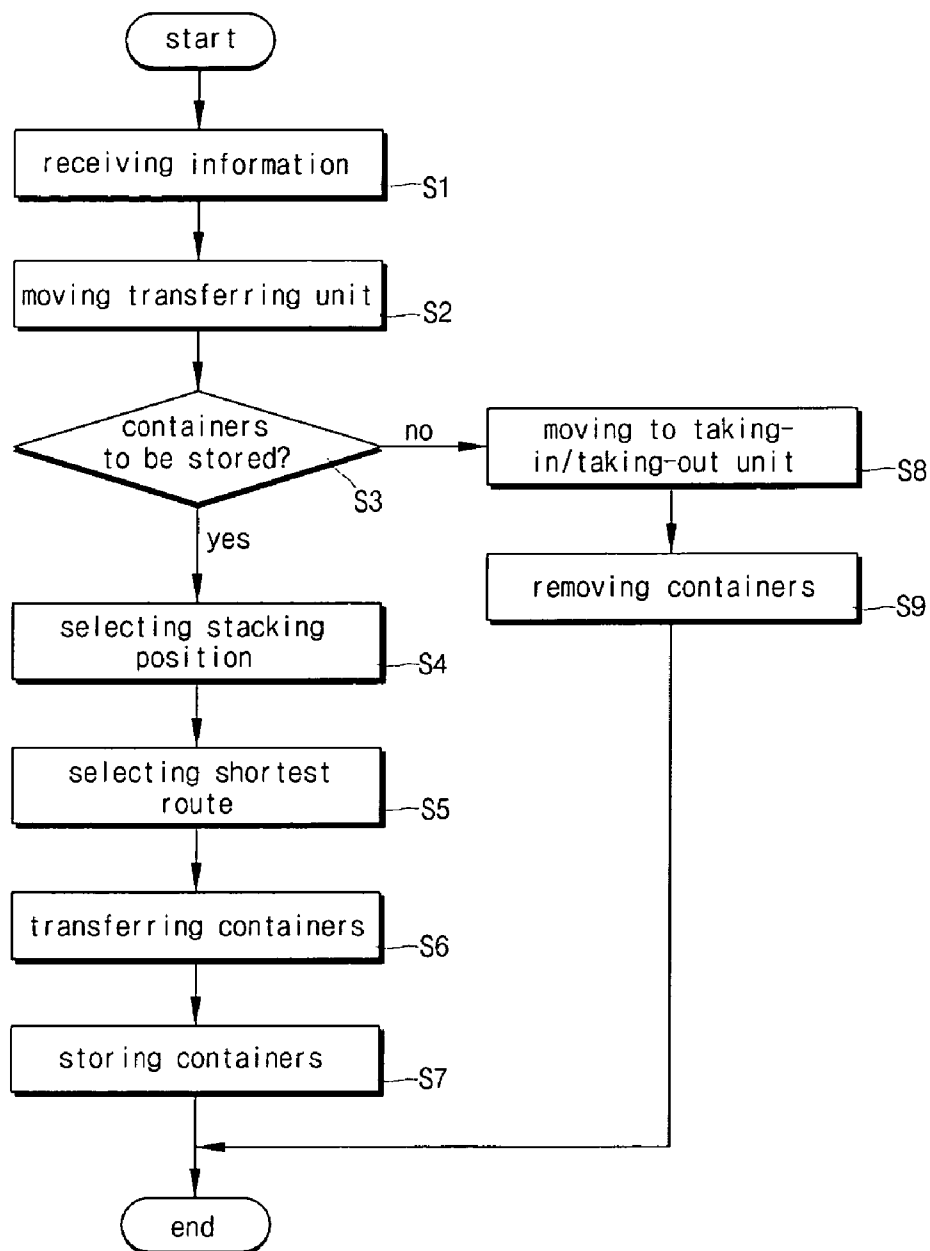 start
receiving information
S1
moving transferring unit
S2
containers
to be stored?
S3
no
moving to taking-
in/taking-out unit
S8
yes
removing containers
S9
selecting stacking
position
S4
selecting shortest
route
S5
transferring containers
S6
storing containers
S7
end